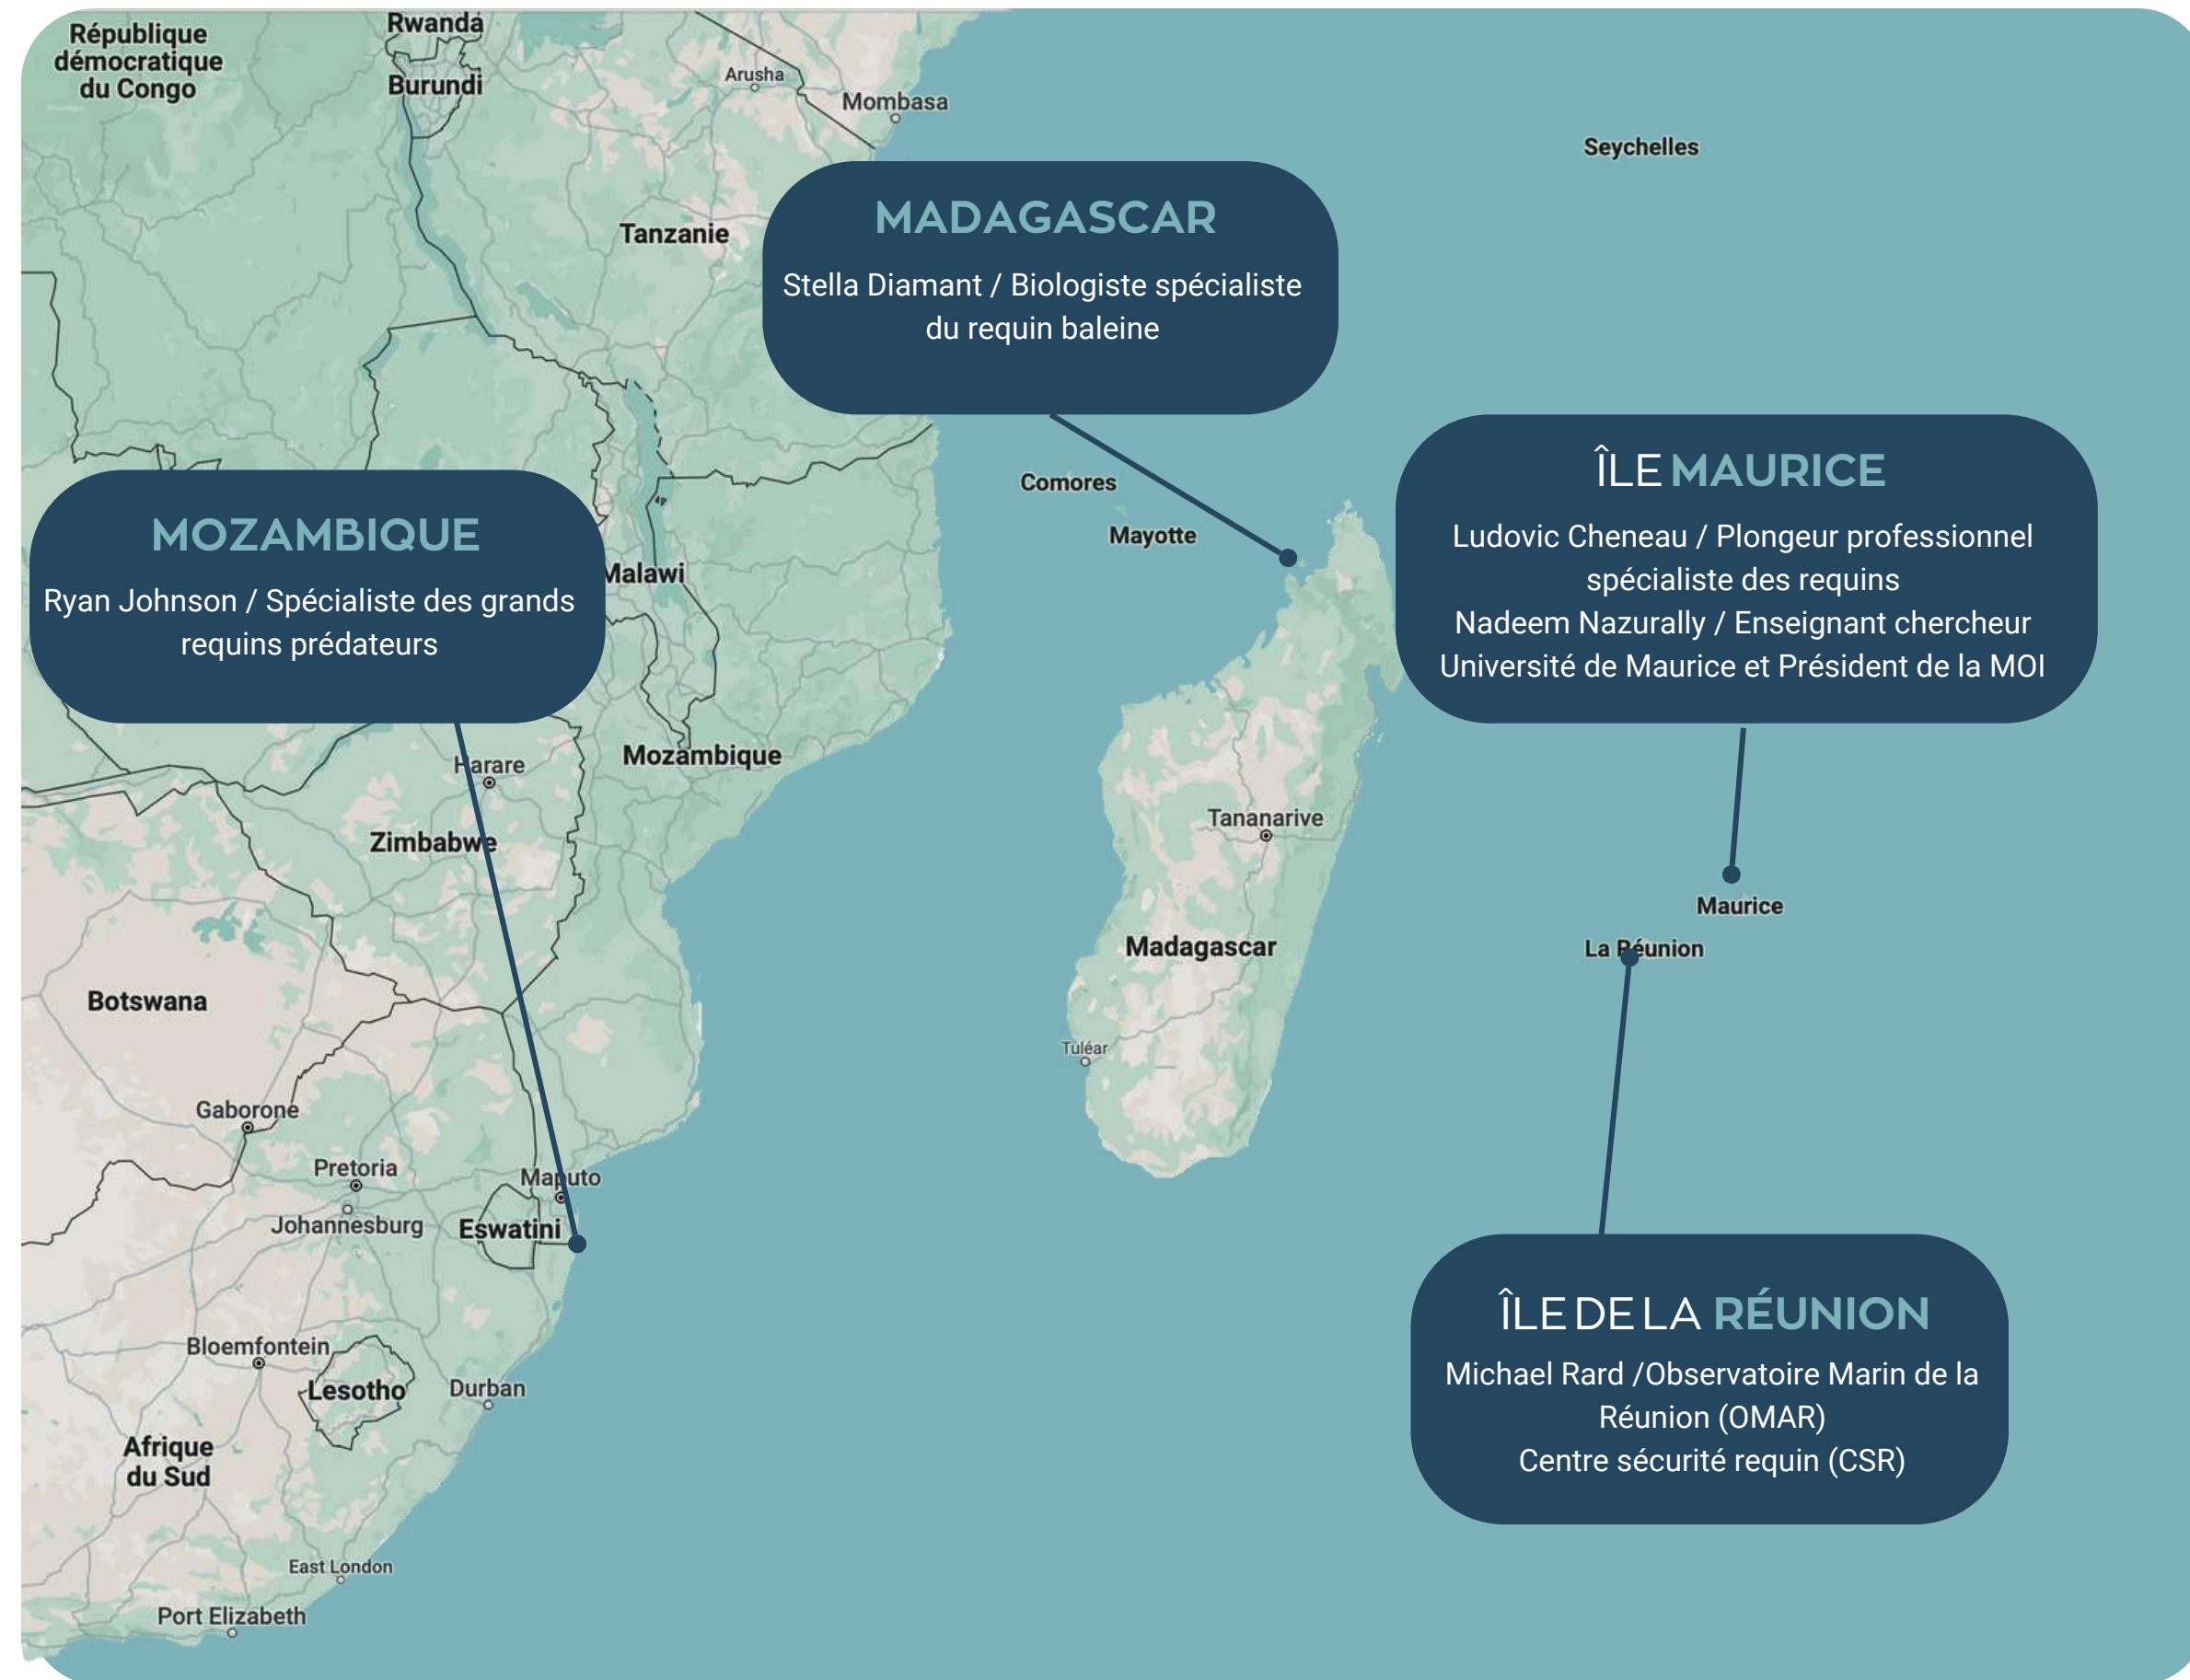 Rwanda
République
démocratique
du Congo
Burundi
Arusha
Mombasa
Seychelles
Tanzanie
MADAGASCAR
Stella Diamant / Biologiste spécialiste
du requin baleine
Comores
Mayotte
ÎLE MAURICE
Ludovic Cheneau / Plongeur professionnel
spécialiste des requins
Nadeem Nazurally / Enseignant chercheur
Université de Maurice et Président de la MOI
MOZAMBIQUE
Ryan Johnson / Spécialiste des grands
requins prédateurs
Malawi
Mozambique
Harare
Zimbabwe
Tananarive
Maurice
La Réunion
Madagascar
Botswana
Tuléar
Gaborone
Pretoria
Maputo
Johannesburg
Eswatini
ÎLE DE LA RÉUNION
Michael Rard /Observatoire Marin de la
Réunion (OMAR)
Centre sécurité requin (CSR)
Bloemfontein
Lesotho
Durban
Afrique
du Sud
East London
Port Elizabeth